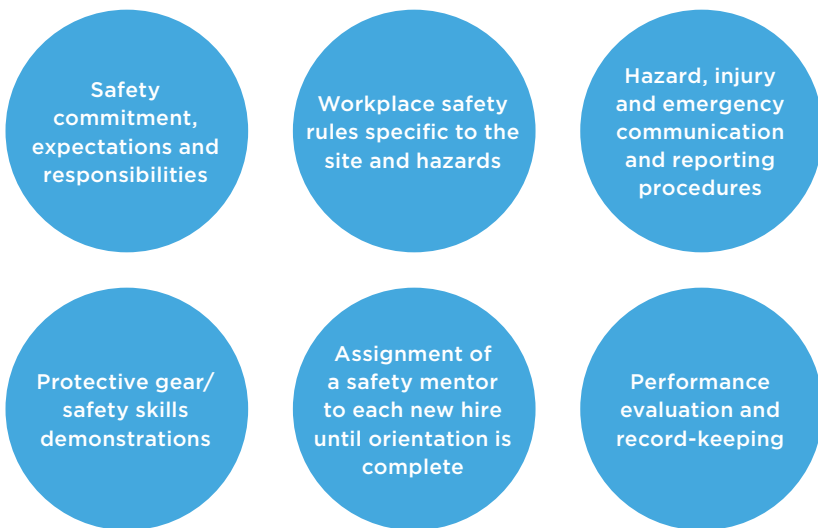 Safety
commitment,
expectations and
responsibilities
Workplace safety
rules specific to the
site and hazards
Hazard, injury
and emergency
communication
and reporting
procedures
Protective gear/
safety skills
demonstrations
Assignment of
a safety mentor
to each new hire
until orientation is
complete
Performance
evaluation and
record-keeping